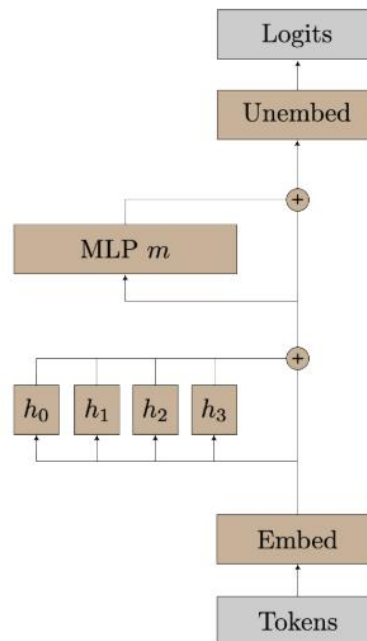 Logits
Unembed
MLP m
h₀ h₁ h₂ h₃
Embed
Tokens